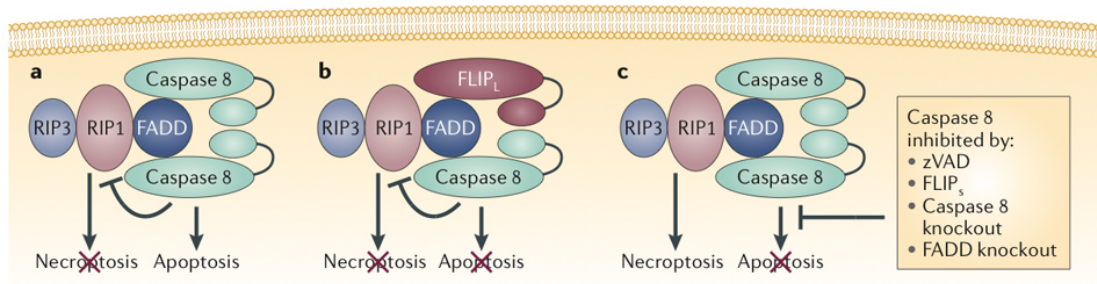 a
Caspase 8
RIP3 RIP1 FADD
Caspase 8
Necroptosis Apoptosis
b
FLIPL
RIP3 RIP1 FADD
Caspase 8
Necroptosis Apoptosis
c
Caspase 8
RIP3 RIP1 FADD
Caspase 8
Necroptosis Apoptosis
Caspase 8
inhibited by:
• zVAD
• FLIPs
• Caspase 8
knockout
• FADD knockout